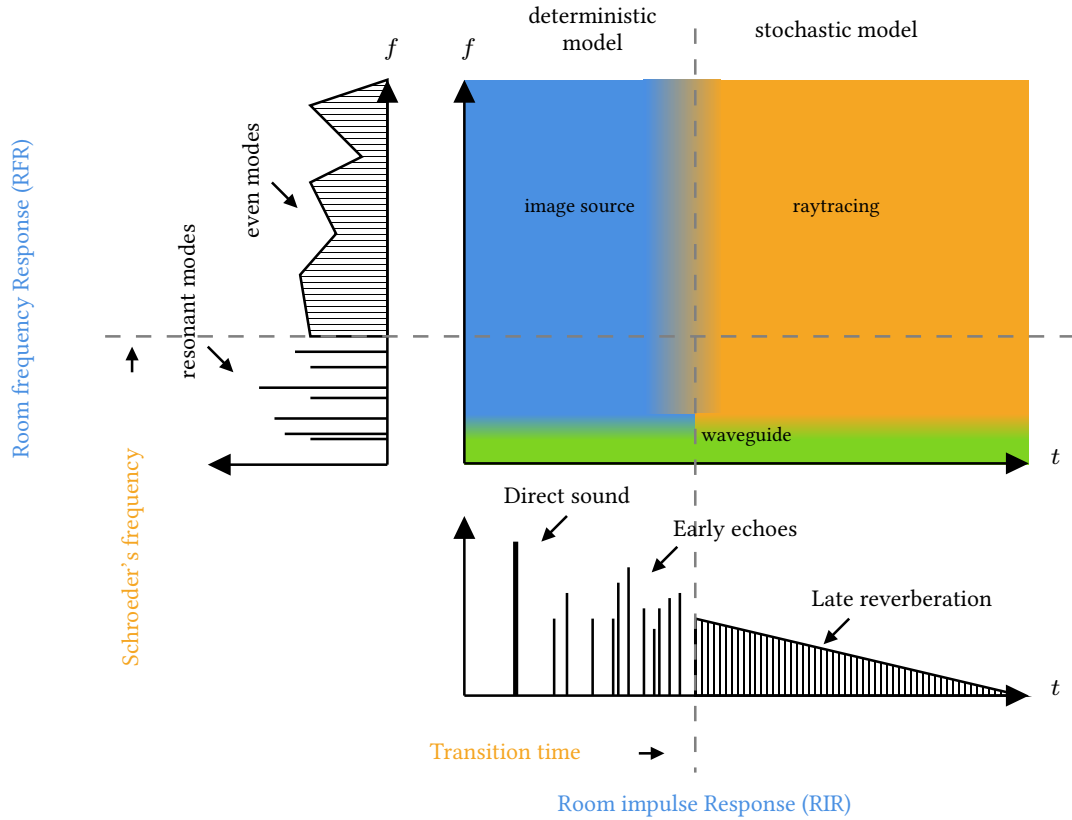 deterministic
model
stochastic model
f
f
Room frequency Response (RFR)
even modes
resonant modes
image source
raytracing
waveguide
t
Schroeder's frequency
Direct sound
Early echoes
Late reverberation
t
Transition time
Room impulse Response (RIR)